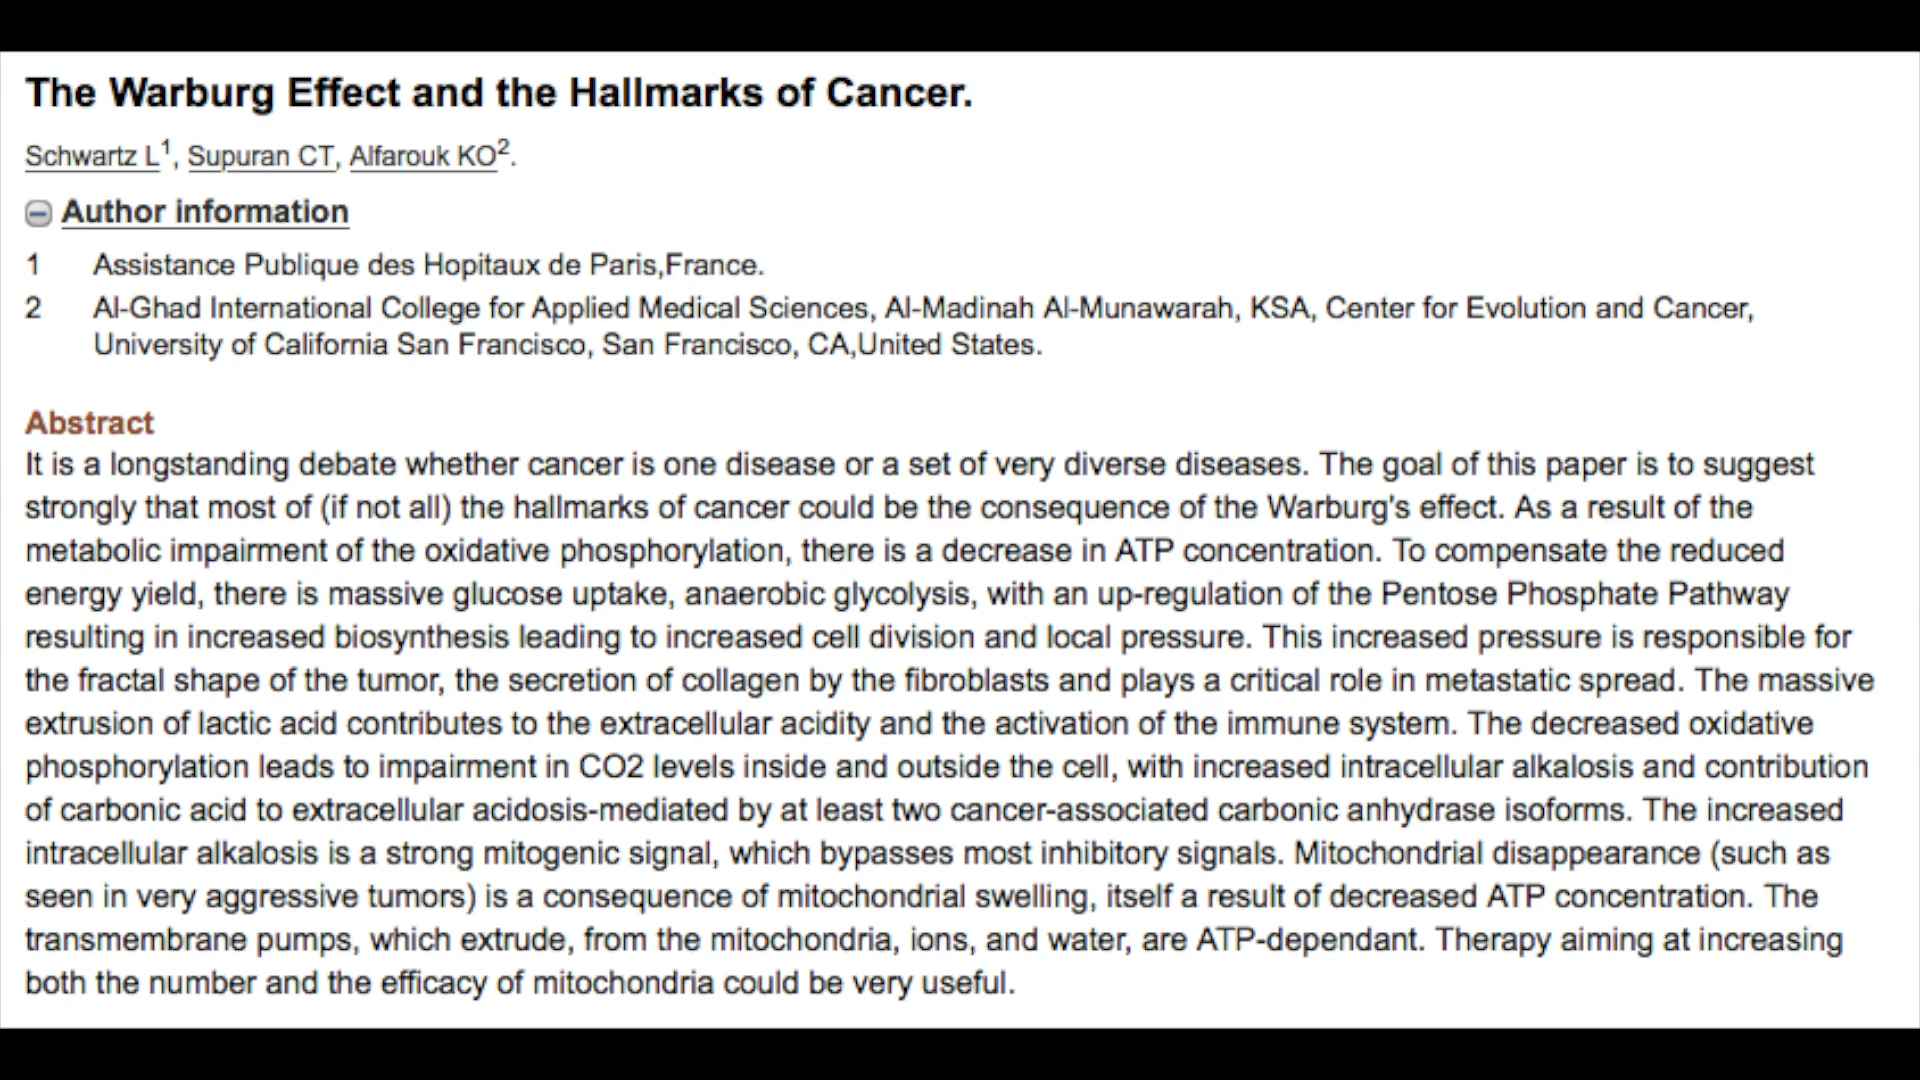 The Warburg Effect and the Hallmarks of Cancer.
Schwartz L1, Supuran CT, Alfarouk KO2.
Author information
1 Assistance Publique des Hopitaux de Paris,France.
2 Al-Ghad International College for Applied Medical Sciences, Al-Madinah Al-Munawarah, KSA, Center for Evolution and Cancer,
University of California San Francisco, San Francisco, CA,United States.
Abstract
It is a longstanding debate whether cancer is one disease or a set of very diverse diseases. The goal of this paper is to suggest
strongly that most of (if not all) the hallmarks of cancer could be the consequence of the Warburg's effect. As a result of the
metabolic impairment of the oxidative phosphorylation, there is a decrease in ATP concentration. To compensate the reduced
energy yield, there is massive glucose uptake, anaerobic glycolysis, with an up-regulation of the Pentose Phosphate Pathway
resulting in increased biosynthesis leading to increased cell division and local pressure. This increased pressure is responsible for
the fractal shape of the tumor, the secretion of collagen by the fibroblasts and plays a critical role in metastatic spread. The massive
extrusion of lactic acid contributes to the extracellular acidity and the activation of the immune system. The decreased oxidative
phosphorylation leads to impairment in CO2 levels inside and outside the cell, with increased intracellular alkalosis and contribution
of carbonic acid to extracellular acidosis-mediated by at least two cancer-associated carbonic anhydrase isoforms. The increased
intracellular alkalosis is a strong mitogenic signal, which bypasses most inhibitory signals. Mitochondrial disappearance (such as
seen in very aggressive tumors) is a consequence of mitochondrial swelling, itself a result of decreased ATP concentration. The
transmembrane pumps, which extrude, from the mitochondria, ions, and water, are ATP-dependant. Therapy aiming at increasing
both the number and the efficacy of mitochondria could be very useful.